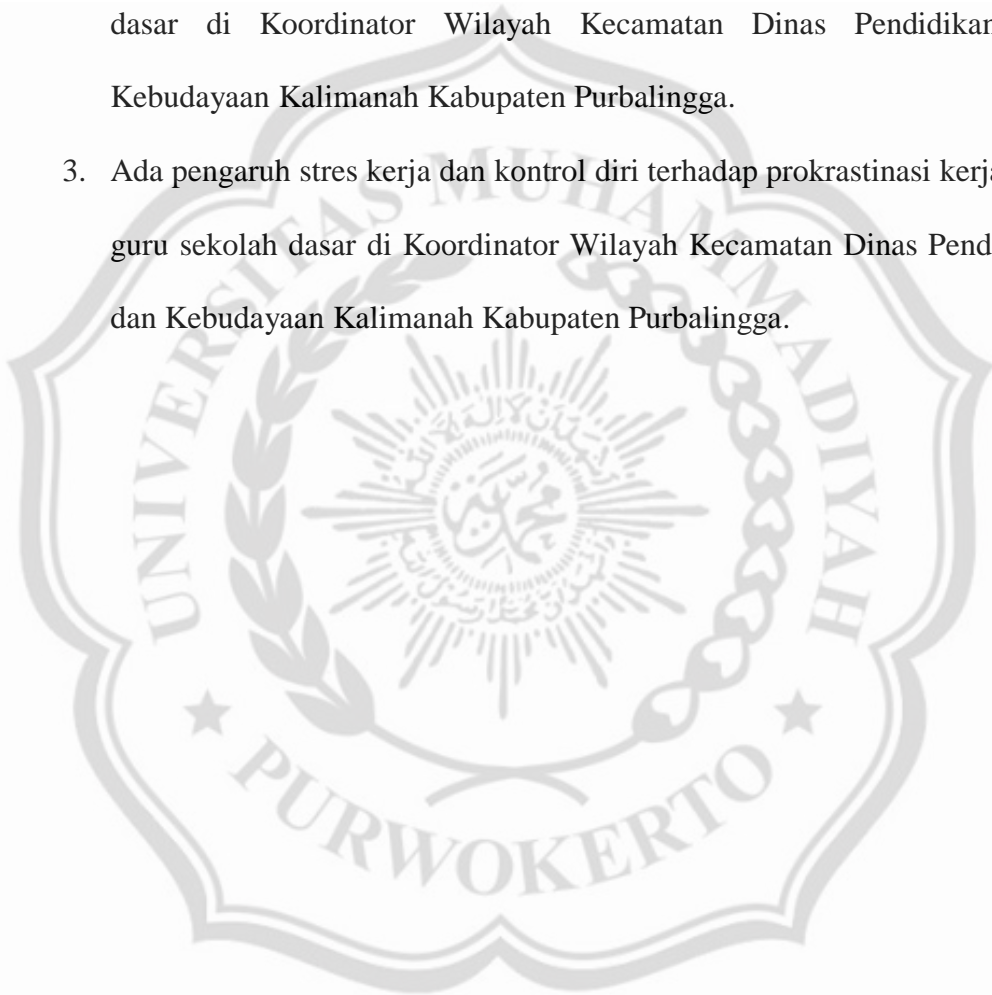 dasar di Koordinator Wilayah Kecamatan Dinas Pendidikan
Kebudayaan Kalimanah Kabupaten Purbalingga.
3. Ada pengaruh stres kerja dan kontrol diri terhadap prokrastinasi kerja
guru sekolah dasar di Koordinator Wilayah Kecamatan Dinas Pend
dan Kebudayaan Kalimanah Kabupaten Purbalingga.
UNIVERSITAS MUHAMMADIYAH
PURWOKERTO